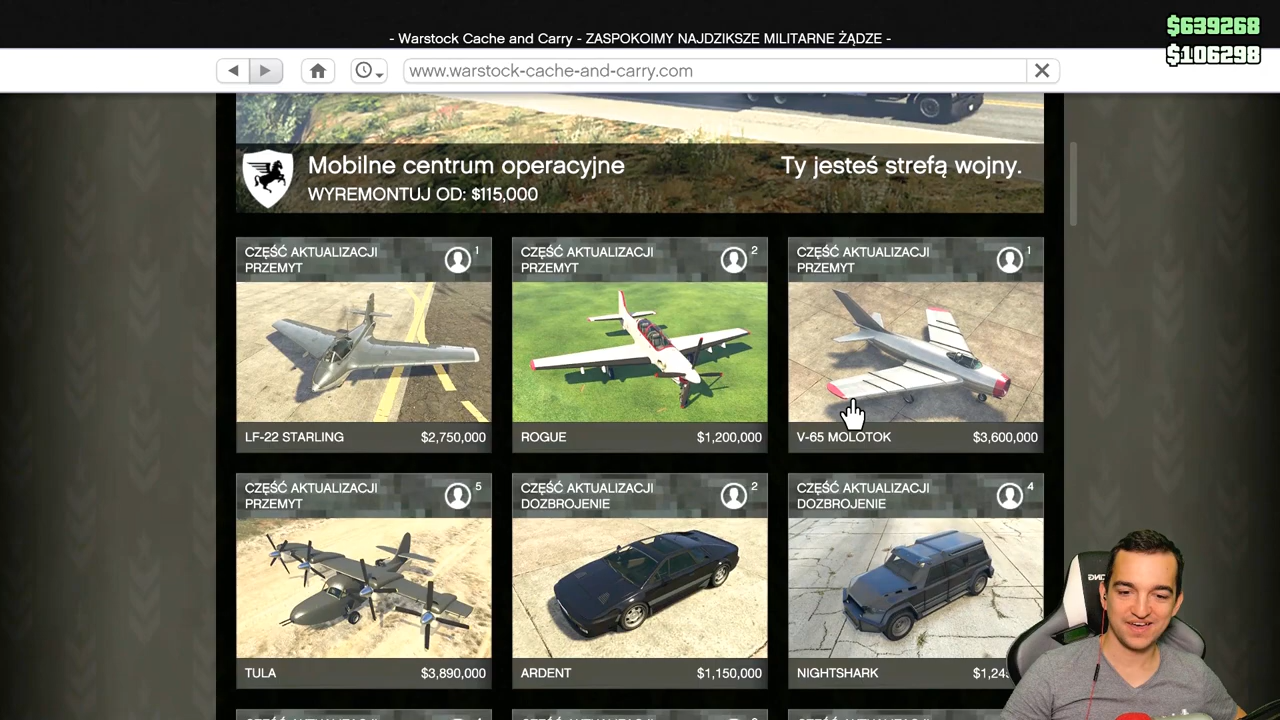 - Warstock Cache and Carry - ZASPOKOIMY NAJDZIKSZE MILITARNE ŻĄDZE -
$639268
$106298
www.warstock-cache-and-carry.com
Mobilne centrum operacyjne
Ty jesteś strefą wojny.
WYREMONTUJ OD: $115,000
CZĘŚĆ AKTUALIZACJI
PRZEMYT
1
CZĘŚĆ AKTUALIZACJI
PRZEMYT
2
CZĘŚĆ AKTUALIZACJI
PRZEMYT
1
LF-22 STARLING $2,750,000
ROGUE $1,200,000
V-65 MOLOTOK $3,600,000
CZĘŚĆ AKTUALIZACJI
PRZEMYT
5
CZĘŚĆ AKTUALIZACJI
DOZBROJENIE
2
CZĘŚĆ AKTUALIZACJI
DOZBROJENIE
4
TULA $3,890,000
ARDENT $1,150,000
NIGHTSHARK